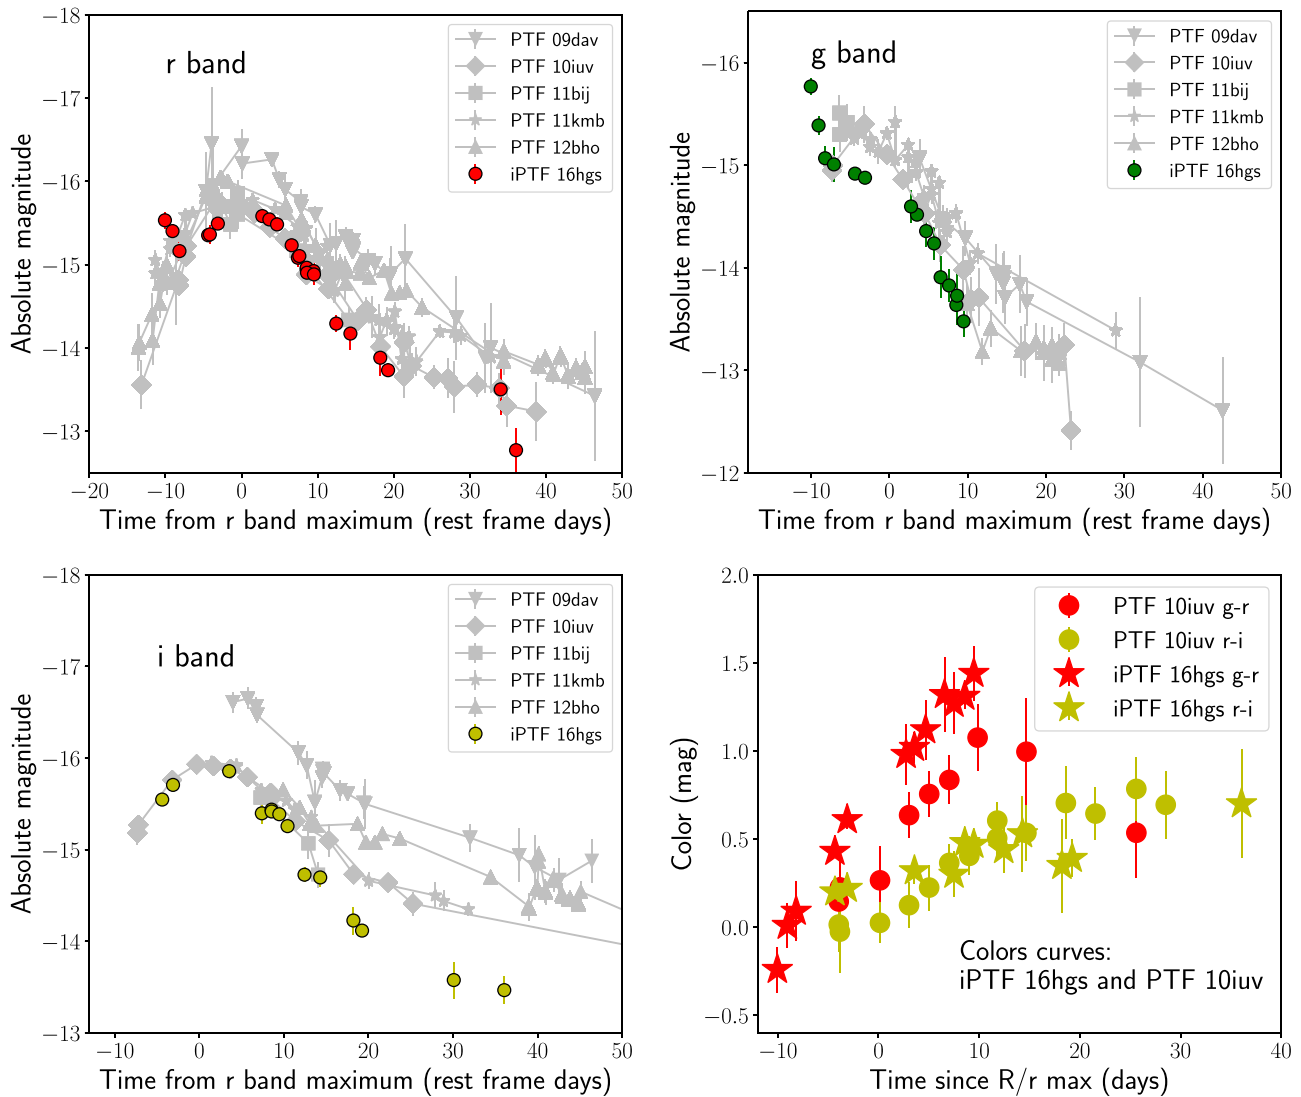 r band
PTF 09dav
PTF 10iuv
PTF 11bij
PTF 11kmb
PTF 12bho
iPTF 16hgs
−18
−17
−16
−15
−14
−13
Absolute magnitude
−20
−10
0
10
20
30
40
50
Time from r band maximum (rest frame days)
g band
PTF 09dav
PTF 10iuv
PTF 11bij
PTF 11kmb
PTF 12bho
iPTF 16hgs
−16
−15
−14
−13
−12
Absolute magnitude
−10
0
10
20
30
40
50
Time from r band maximum (rest frame days)
i band
PTF 09dav
PTF 10iuv
PTF 11bij
PTF 11kmb
PTF 12bho
iPTF 16hgs
−18
−17
−16
−15
−14
−13
Absolute magnitude
−10
0
10
20
30
40
50
Time from r band maximum (rest frame days)
PTF 10iuv g-r
PTF 10iuv r-i
iPTF 16hgs g-r
iPTF 16hgs r-i
2.0
1.5
1.0
0.5
0.0
−0.5
Color (mag)
Colors curves:
iPTF 16hgs and PTF 10iuv
−10
0
10
20
30
40
Time since R/r max (days)